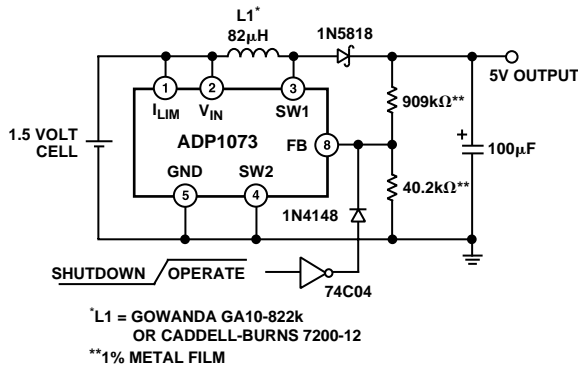 L1*
82µH
1N5818
5V OUTPUT
1
2
3
ILIM
VIN
SW1
909kΩ**
1.5 VOLT
CELL
ADP1073
FB
8
+
100µF
GND
SW2
40.2kΩ**
5
4
1N4148
SHUTDOWN/OPERATE
74C04
*L1 = GOWANDA GA10-822k
OR CADDELL-BURNS 7200-12
**1% METAL FILM